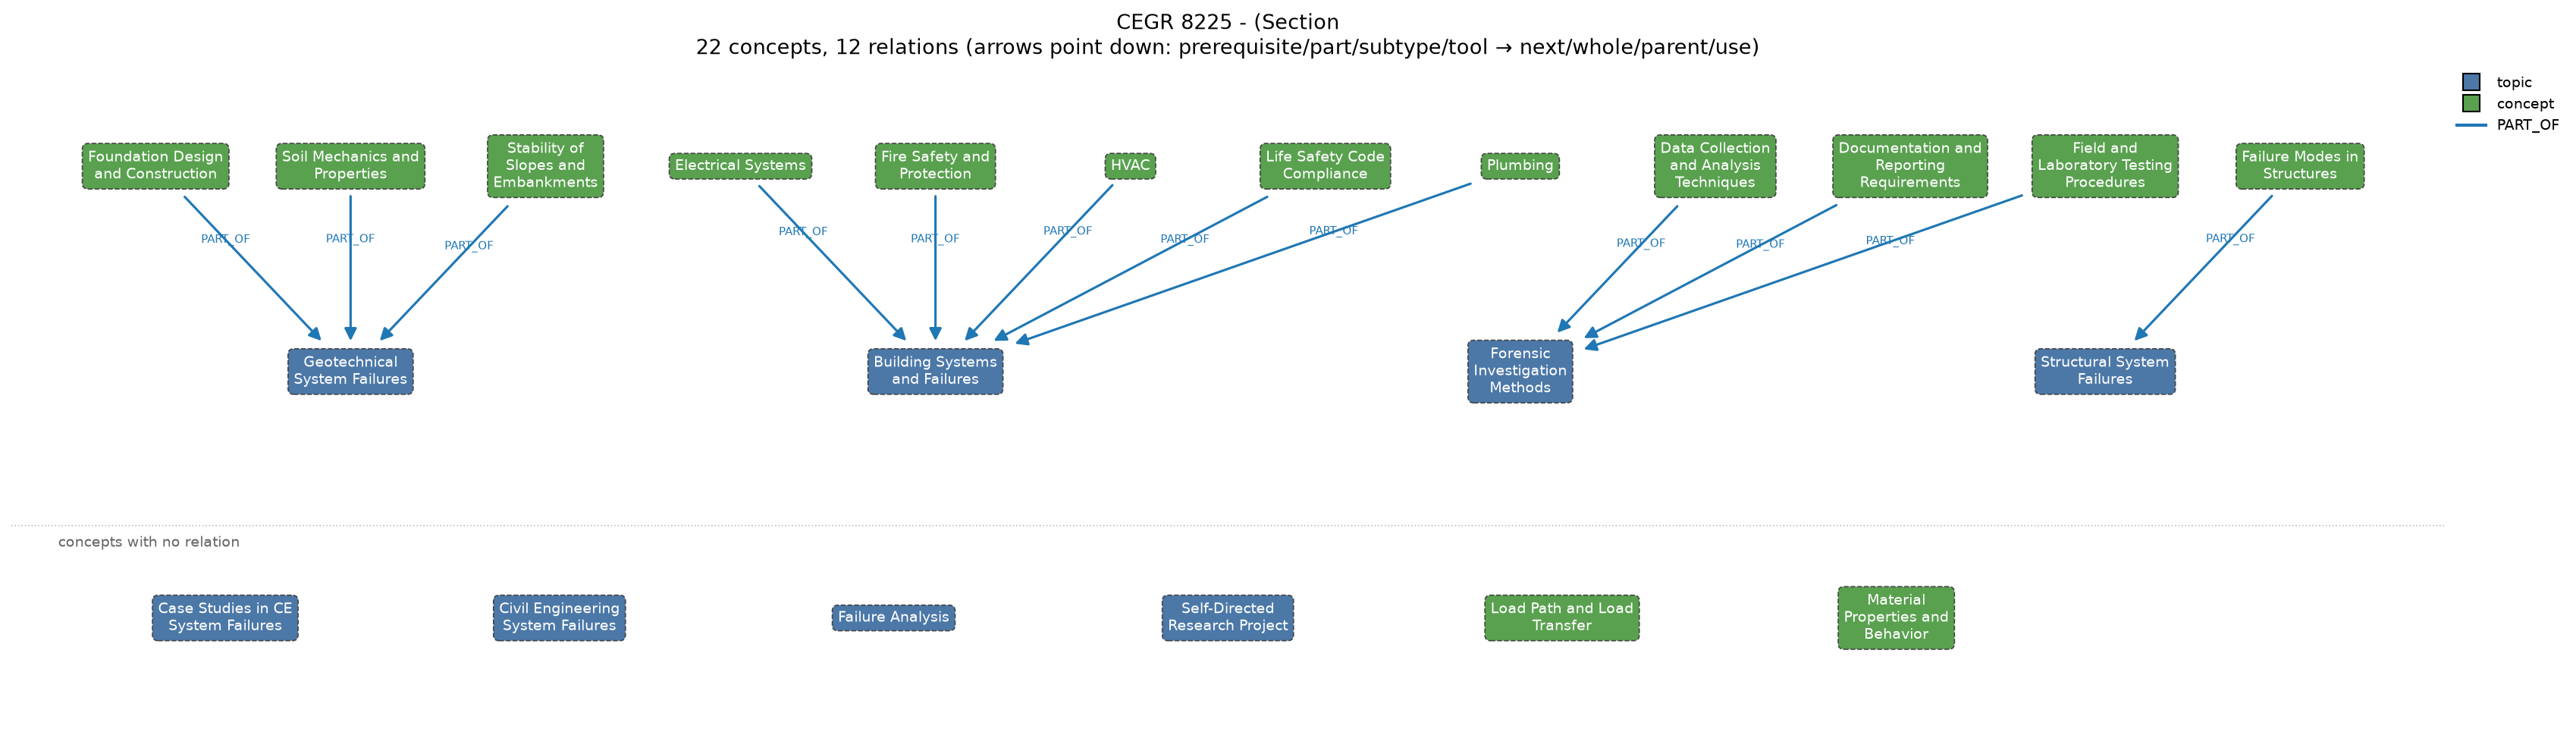 CEGR 8225 - (Section
22 concepts, 12 relations (arrows point down: prerequisite/part/subtype/tool → next/whole/parent/use)
topic
concept
PART_OF
Foundation Design
and Construction
Soil Mechanics and
Properties
Stability of
Slopes and
Embankments
Electrical Systems
Fire Safety and
Protection
HVAC
Life Safety Code
Compliance
Plumbing
Data Collection
and Analysis
Techniques
Documentation and
Reporting
Requirements
Field and
Laboratory Testing
Procedures
Failure Modes in
Structures
PART_OF
PART_OF
PART_OF
PART_OF
PART_OF
PART_OF
PART_OF
PART_OF
PART_OF
PART_OF
PART_OF
PART_OF
Geotechnical
System Failures
Building Systems
and Failures
Forensic
Investigation
Methods
Structural System
Failures
concepts with no relation
Case Studies in CE
System Failures
Civil Engineering
System Failures
Failure Analysis
Self-Directed
Research Project
Load Path and Load
Transfer
Material
Properties and
Behavior